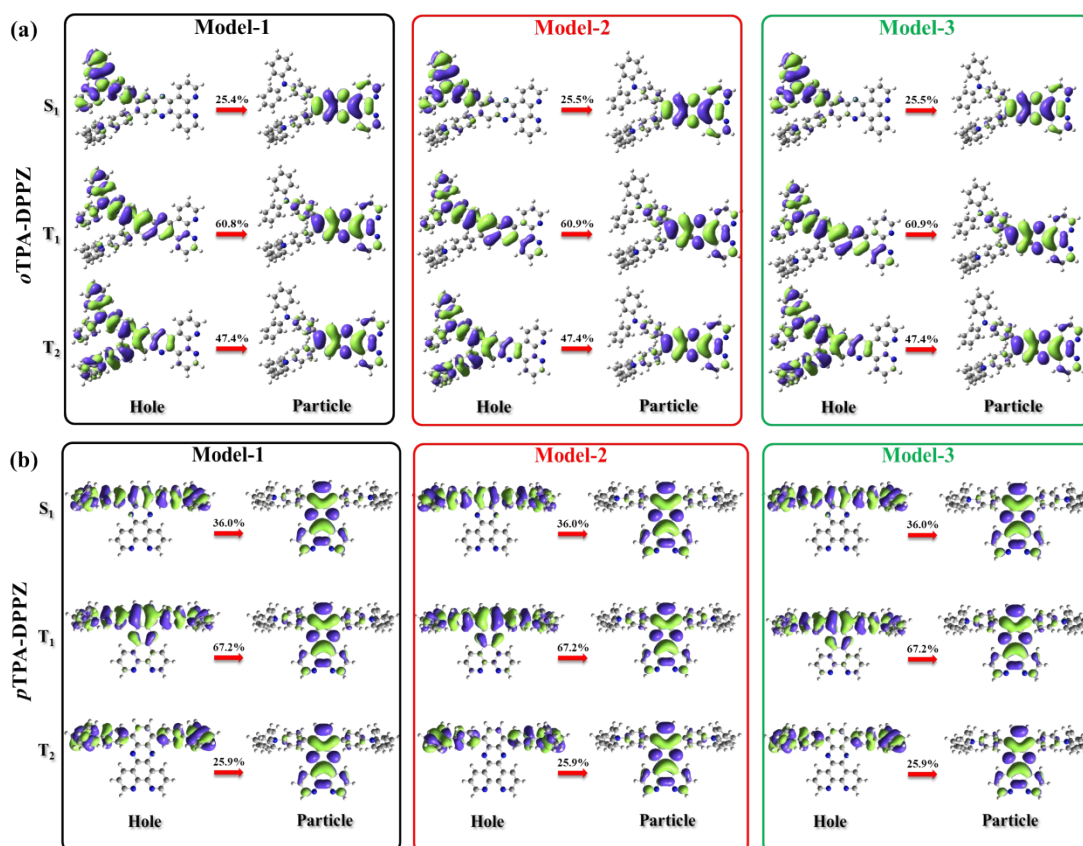 (a)
Model-1
Model-2
Model-3
oTPA-DPPZ
S1
25.4%
25.5%
25.5%
T1
60.8%
60.9%
60.9%
T2
47.4%
47.4%
47.4%
Hole
Particle
Hole
Particle
Hole
Particle
(b)
Model-1
Model-2
Model-3
pTPA-DPPZ
S1
36.0%
36.0%
36.0%
T1
67.2%
67.2%
67.2%
T2
25.9%
25.9%
25.9%
Hole
Particle
Hole
Particle
Hole
Particle